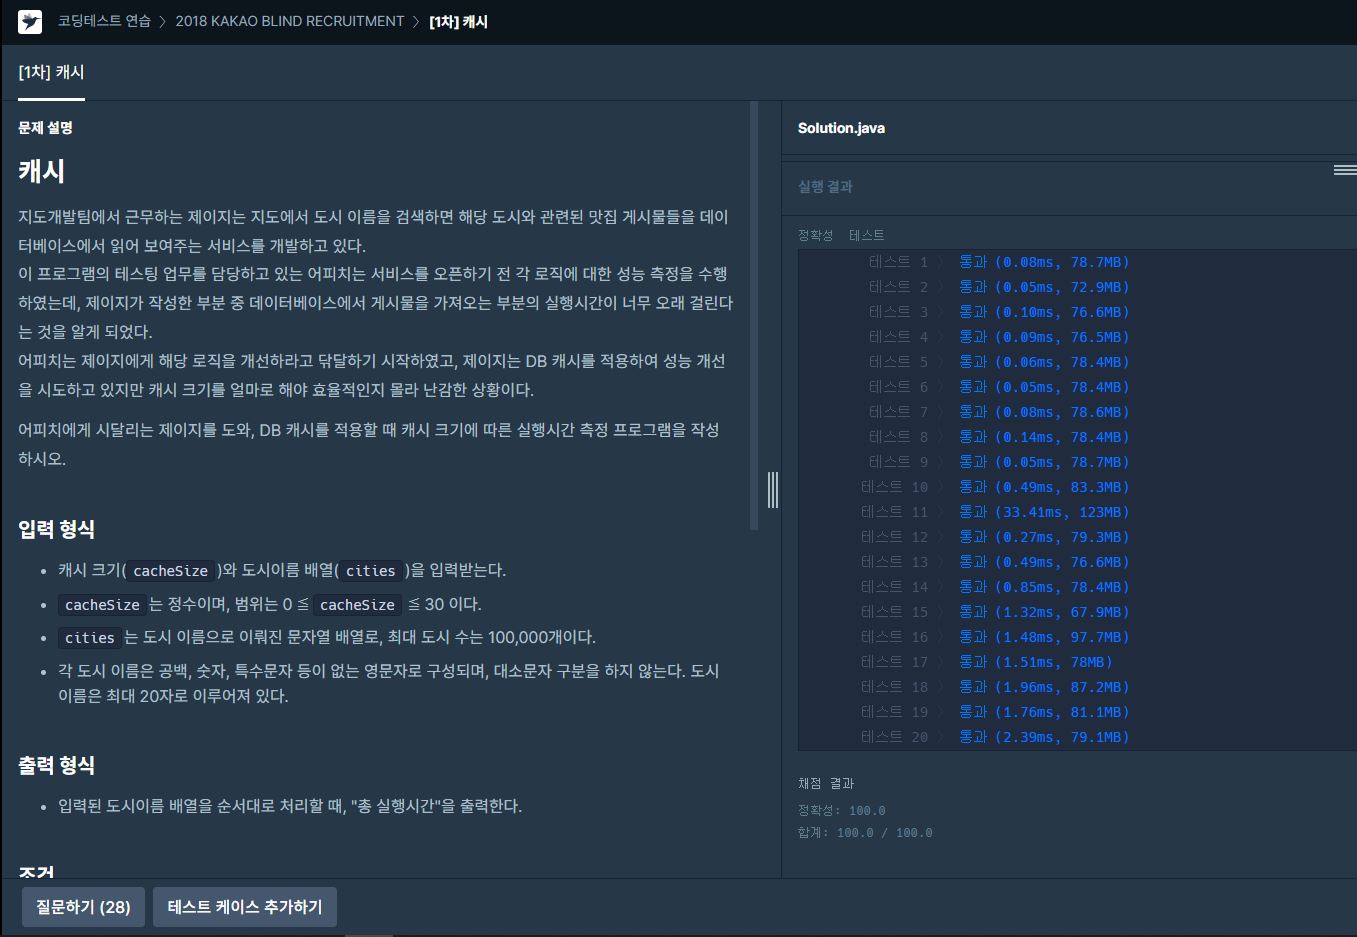 코딩테스트 연습 > 2018 KAKAO BLIND RECRUITMENT > [1차] 캐시
[1차] 캐시
문제 설명
캐시
지도개발팀에서 근무하는 제이지는 지도에서 도시 이름을 검색하면 해당 도시와 관련된 맛집 게시물들을 데이
터베이스에서 읽어 보여주는 서비스를 개발하고 있다.
이 프로그램의 테스팅 업무를 담당하고 있는 어피치는 서비스를 오픈하기 전 각 로직에 대한 성능 측정을 수행
하였는데, 제이지가 작성한 부분 중 데이터베이스에서 게시물을 가져오는 부분의 실행시간이 너무 오래 걸린다
는 것을 알게 되었다.
어피치는 제이지에게 해당 로직을 개선하라고 닦달하기 시작하였고, 제이지는 DB 캐시를 적용하여 성능 개선
을 시도하고 있지만 캐시 크기를 얼마로 해야 효율적인지 몰라 난감한 상황이다.
어피치에게 시달리는 제이지를 도와, DB 캐시를 적용할 때 캐시 크기에 따른 실행시간 측정 프로그램을 작성
하시오.
입력 형식
• 캐시 크기( cacheSize )와 도시이름 배열( cities )을 입력받는다.
• cacheSize 는 정수이며, 범위는 0 ≦ cacheSize ≦ 30 이다.
• cities 는 도시 이름으로 이뤄진 문자열 배열로, 최대 도시 수는 100,000개이다.
• 각 도시 이름은 공백, 숫자, 특수문자 등이 없는 영문자로 구성되며, 대소문자 구분을 하지 않는다. 도시
이름은 최대 20자로 이루어져 있다.
출력 형식
• 입력된 도시이름 배열을 순서대로 처리할 때, "총 실행시간"을 출력한다.
조건
질문하기 (28)
테스트 케이스 추가하기
Solution.java
실행 결과
정확성 테스트
테스트 1 > 통과 (0.08ms, 78.7MB)
테스트 2 > 통과 (0.05ms, 72.9MB)
테스트 3 > 통과 (0.10ms, 76.6MB)
테스트 4 > 통과 (0.09ms, 76.5MB)
테스트 5 > 통과 (0.06ms, 78.4MB)
테스트 6 > 통과 (0.05ms, 78.4MB)
테스트 7 > 통과 (0.08ms, 78.6MB)
테스트 8 > 통과 (0.14ms, 78.4MB)
테스트 9 > 통과 (0.05ms, 78.7MB)
테스트 10 > 통과 (0.49ms, 83.3MB)
테스트 11 > 통과 (33.41ms, 123MB)
테스트 12 > 통과 (0.27ms, 79.3MB)
테스트 13 > 통과 (0.49ms, 76.6MB)
테스트 14 > 통과 (0.85ms, 78.4MB)
테스트 15 > 통과 (1.32ms, 67.9MB)
테스트 16 > 통과 (1.48ms, 97.7MB)
테스트 17 > 통과 (1.51ms, 78MB)
테스트 18 > 통과 (1.96ms, 87.2MB)
테스트 19 > 통과 (1.76ms, 81.1MB)
테스트 20 > 통과 (2.39ms, 79.1MB)
채점 결과
정확성: 100.0
합계: 100.0 / 100.0